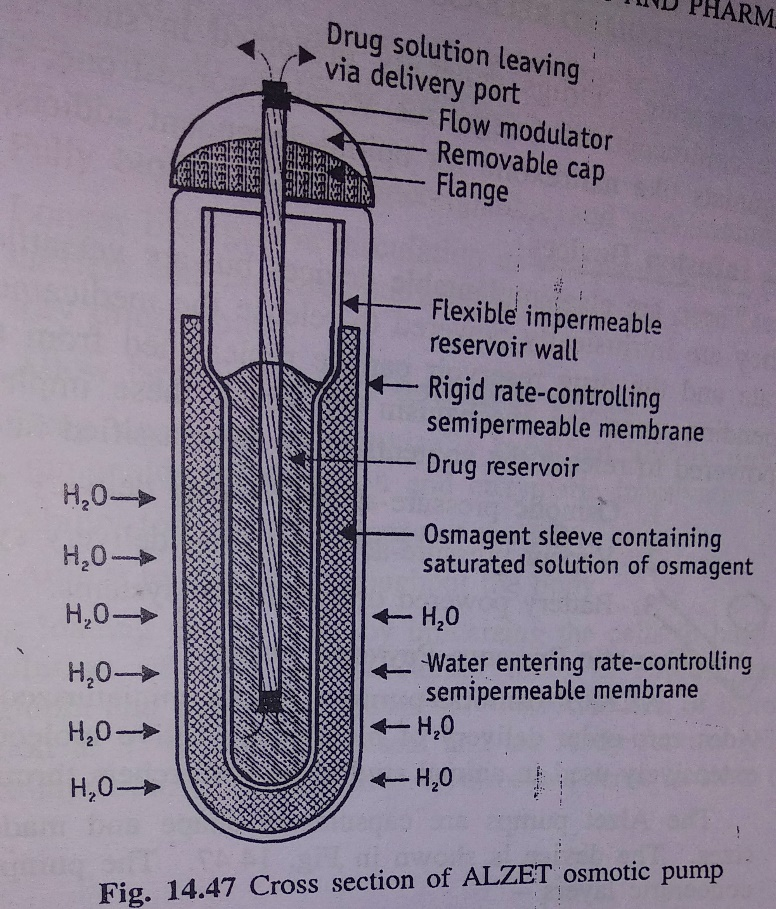 AND PHARM
Drug solution leaving
via delivery port
Flow modulator
Removable cap
Flange
Flexible impermeable
reservoir wall
Rigid rate-controlling
semipermeable membrane
Drug reservoir
Osmagent sleeve containing
saturated solution of osmagent
H₂O
H₂O
H₂O
H₂O
H₂O
H₂O
H₂O
Water entering rate-controlling
semipermeable membrane
H₂O
H₂O
Fig. 14.47 Cross section of ALZET osmotic pump